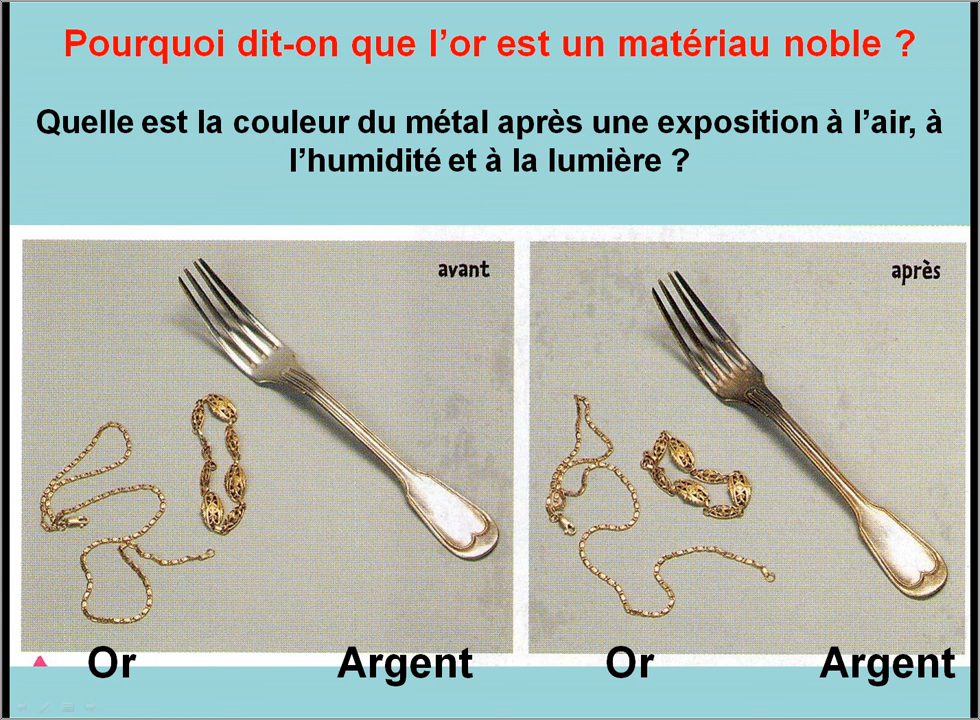 Pourquoi dit-on que l’or est un matériau noble ?
Quelle est la couleur du métal après une exposition à l’air, à
l’humidité et à la lumière ?
avant
après
Or
Argent
Or
Argent